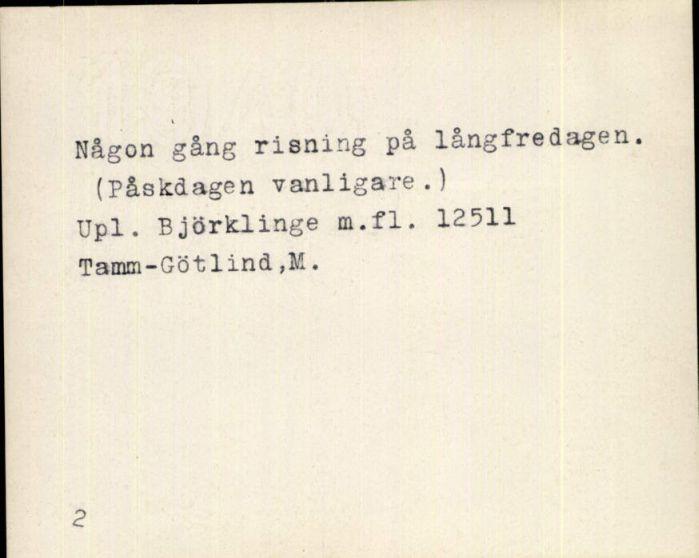 Någon gång risning på långfredagen.
(Påskdagen vanligare.)
Upl. Björklinge m.fl. 12511
Tamm-Götlind,M.
2